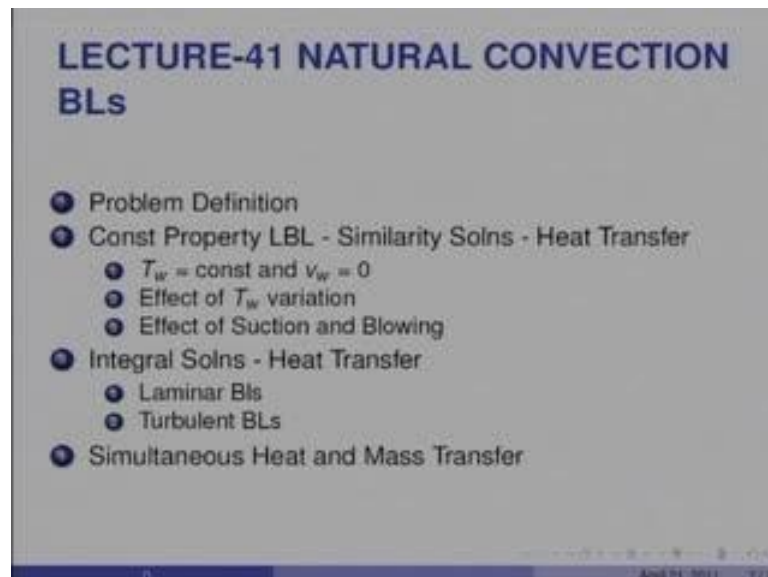 LECTURE-41 NATURAL CONVECTION
BLs
Problem Definition
Const Property LBL - Similarity Solns - Heat Transfer
T_w = const and v_w = 0
Effect of T_w variation
Effect of Suction and Blowing
Integral Solns - Heat Transfer
Laminar Bls
Turbulent BLs
Simultaneous Heat and Mass Transfer